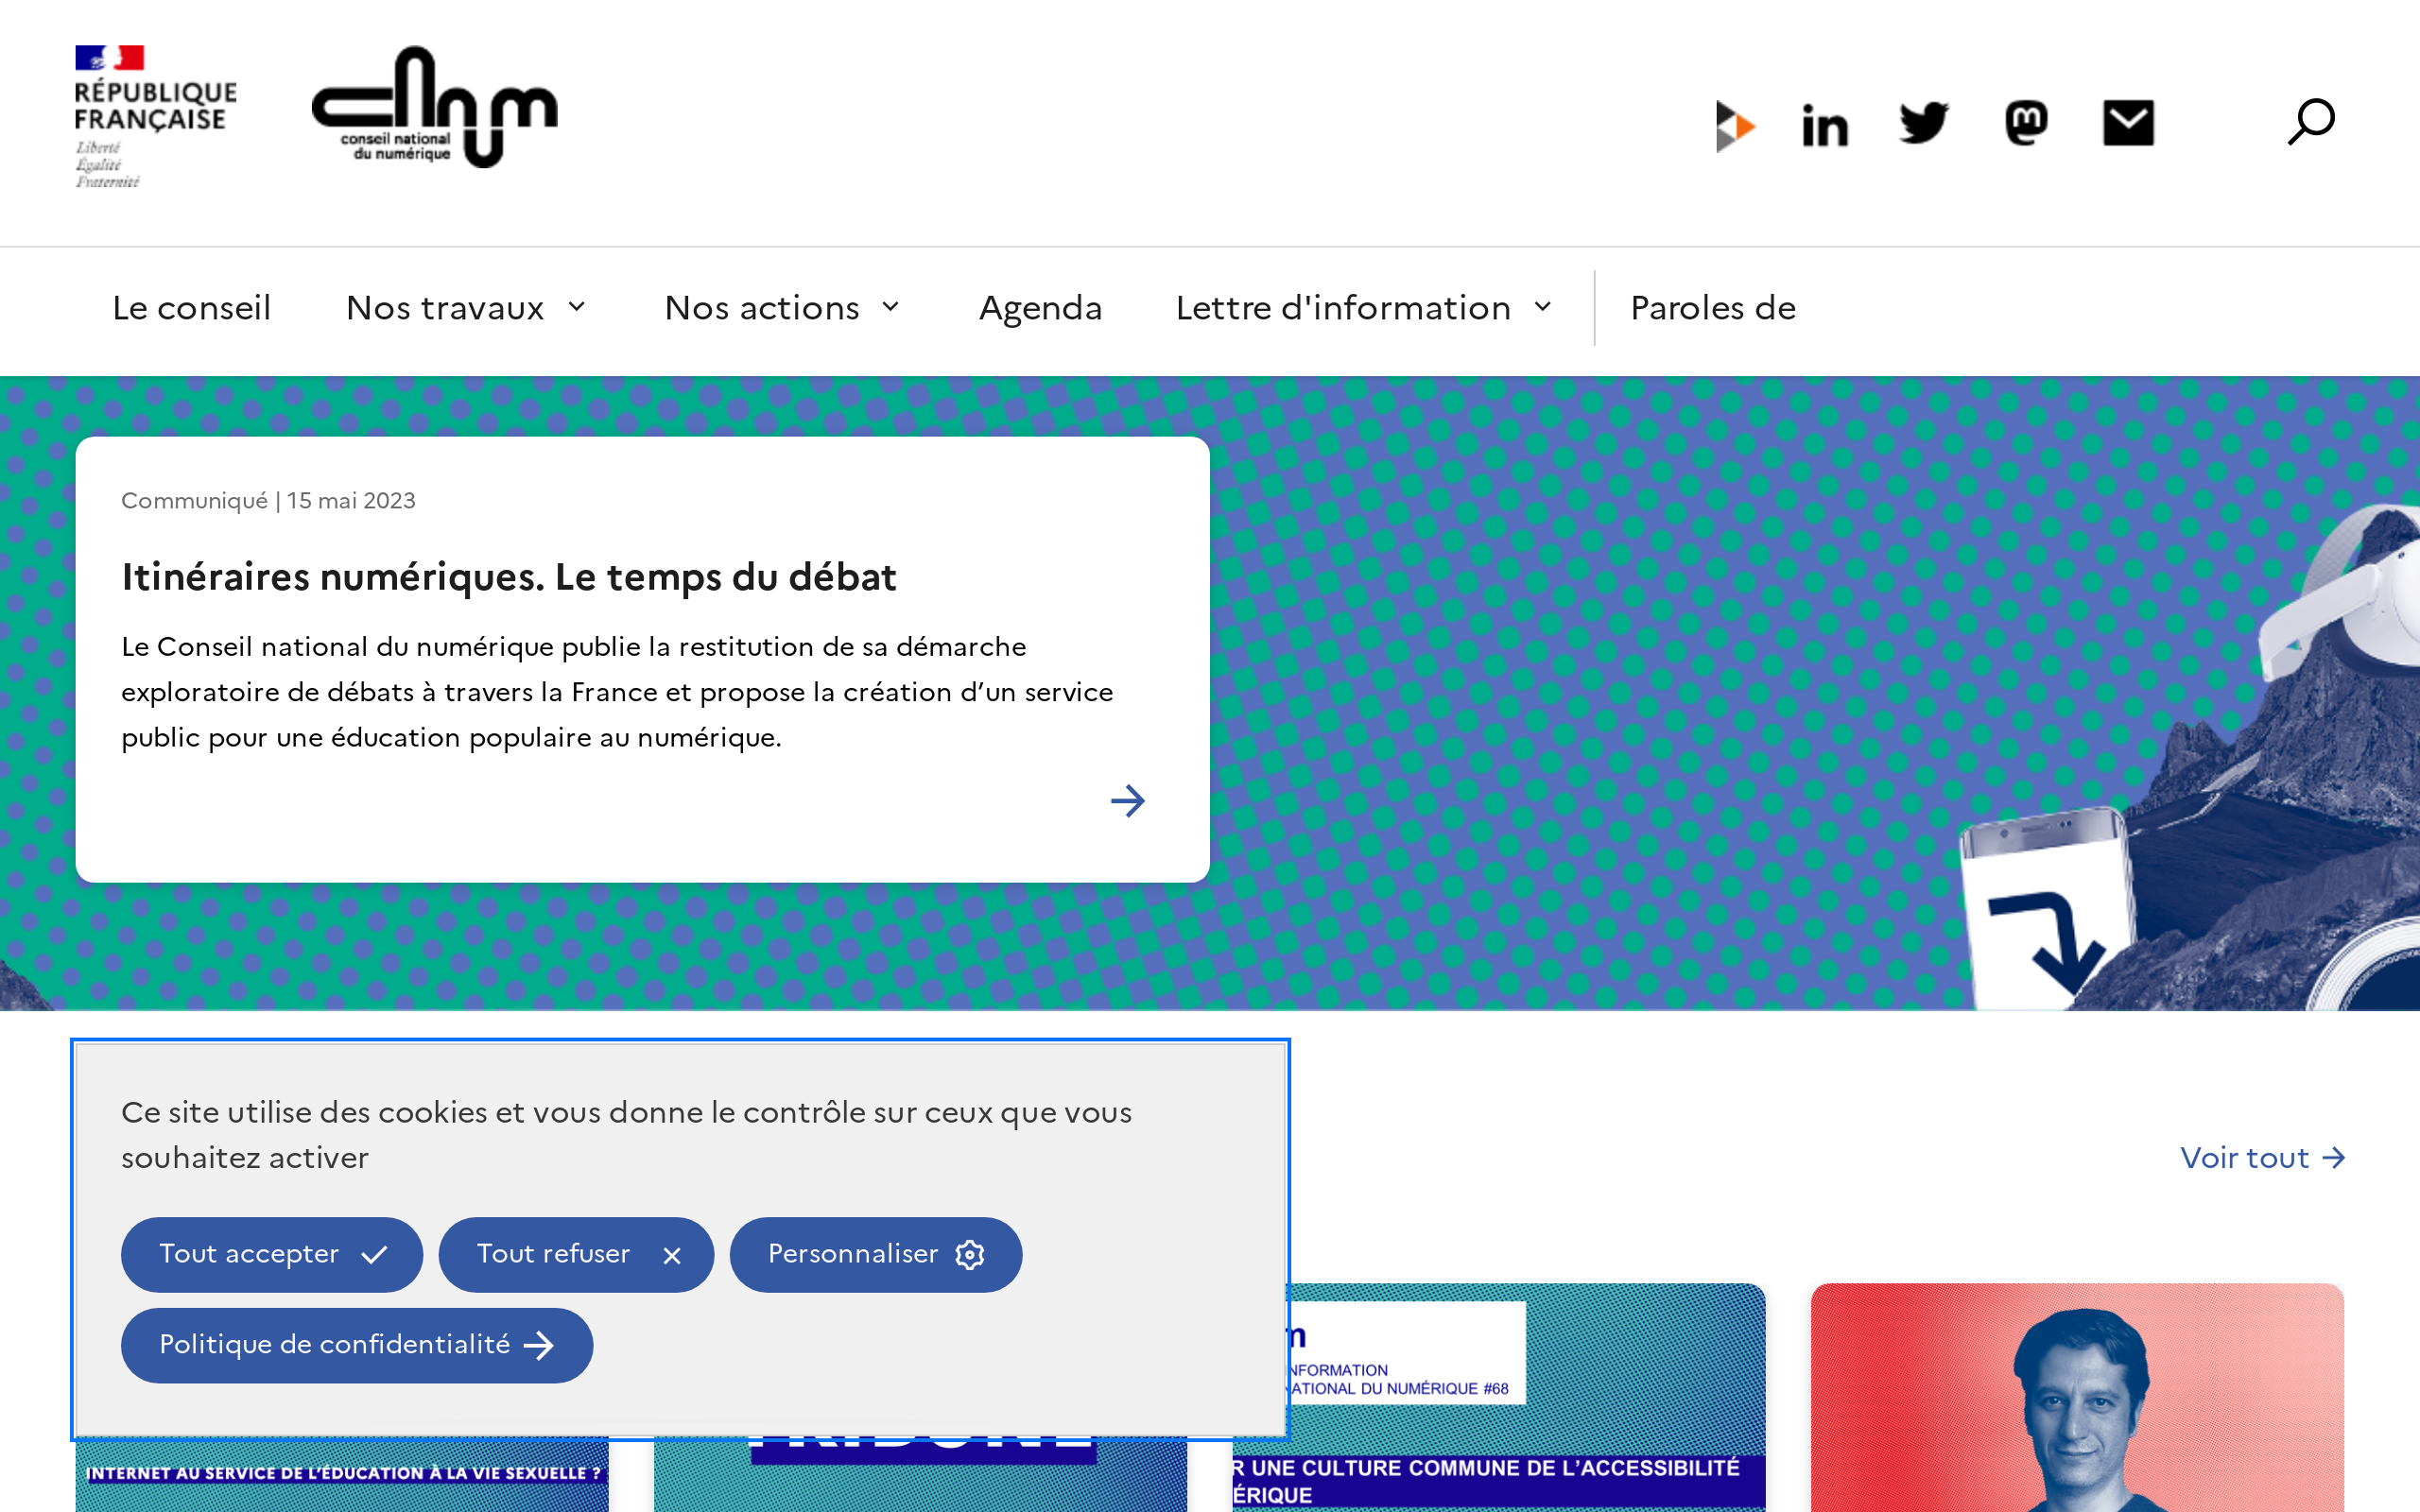 RÉPUBLIQUE
FRANÇAISE
Liberté
Égalité
Fraternité
conseil national
du numérique
Le conseil
Nos travaux
Nos actions
Agenda
Lettre d'information
Paroles de
Communiqué | 15 mai 2023
Itinéraires numériques. Le temps du débat
Le Conseil national du numérique publie la restitution de sa démarche
exploratoire de débats à travers la France et propose la création d’un service
public pour une éducation populaire au numérique.
Ce site utilise des cookies et vous donne le contrôle sur ceux que vous
souhaitez activer
Tout accepter
Tout refuser
Personnaliser
Politique de confidentialité
Voir tout
NFORMATION
ATIONAL DU NUMÉRIQUE #68
INTERNET AU SERVICE DE L’ÉDUCATION À LA VIE SEXUELLE ?
R UNE CULTURE COMMUNE DE L’ACCESSIBILITÉ
ÉRIQUE